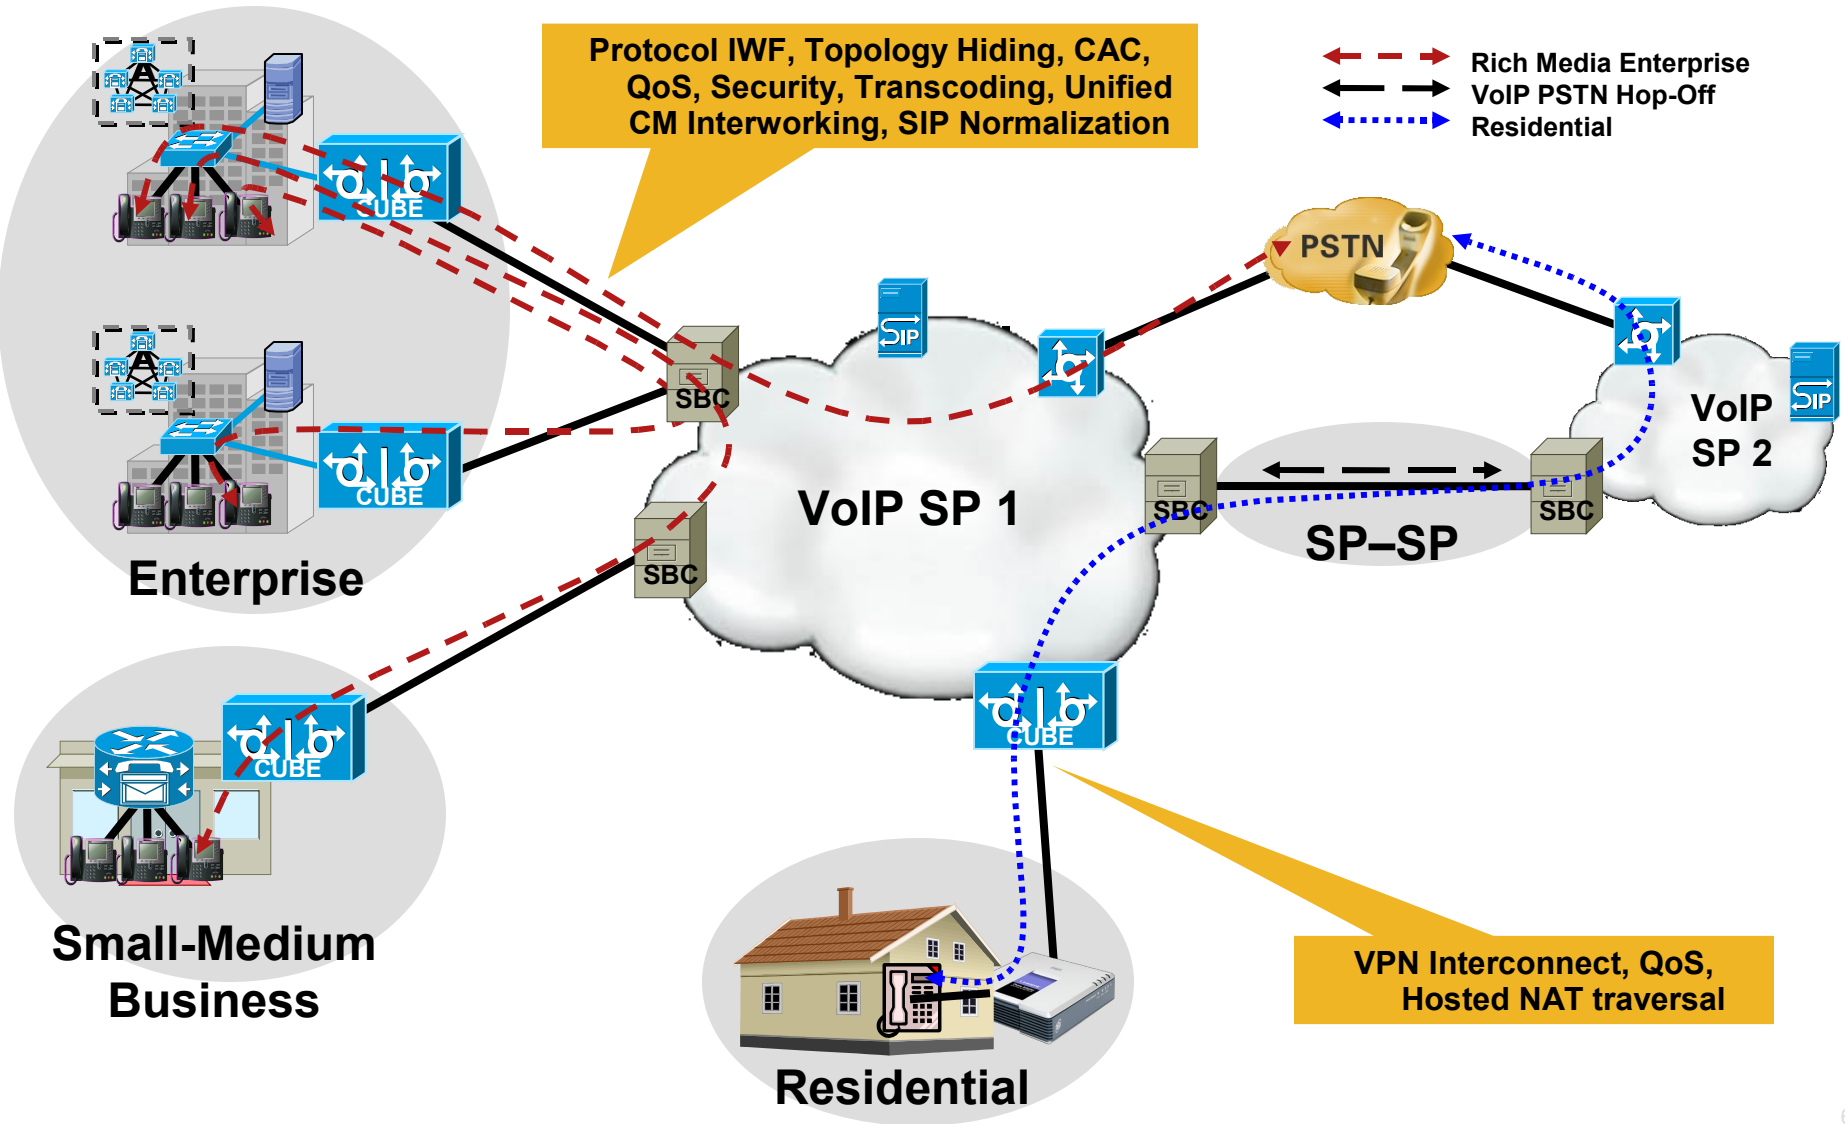 Protocol IWF, Topology Hiding, CAC,
QoS, Security, Transcoding, Unified
CM Interworking, SIP Normalization
Rich Media Enterprise
VoIP PSTN Hop-Off
Residential
CUBE
PSTN
SIP
SBC
VoIP
SP 2
SIP
CUBE
VoIP SP 1
SBC
SBC
SP–SP
Enterprise
SBC
CUBE
CUBE
Small-Medium
Business
VPN Interconnect, QoS,
Hosted NAT traversal
Residential